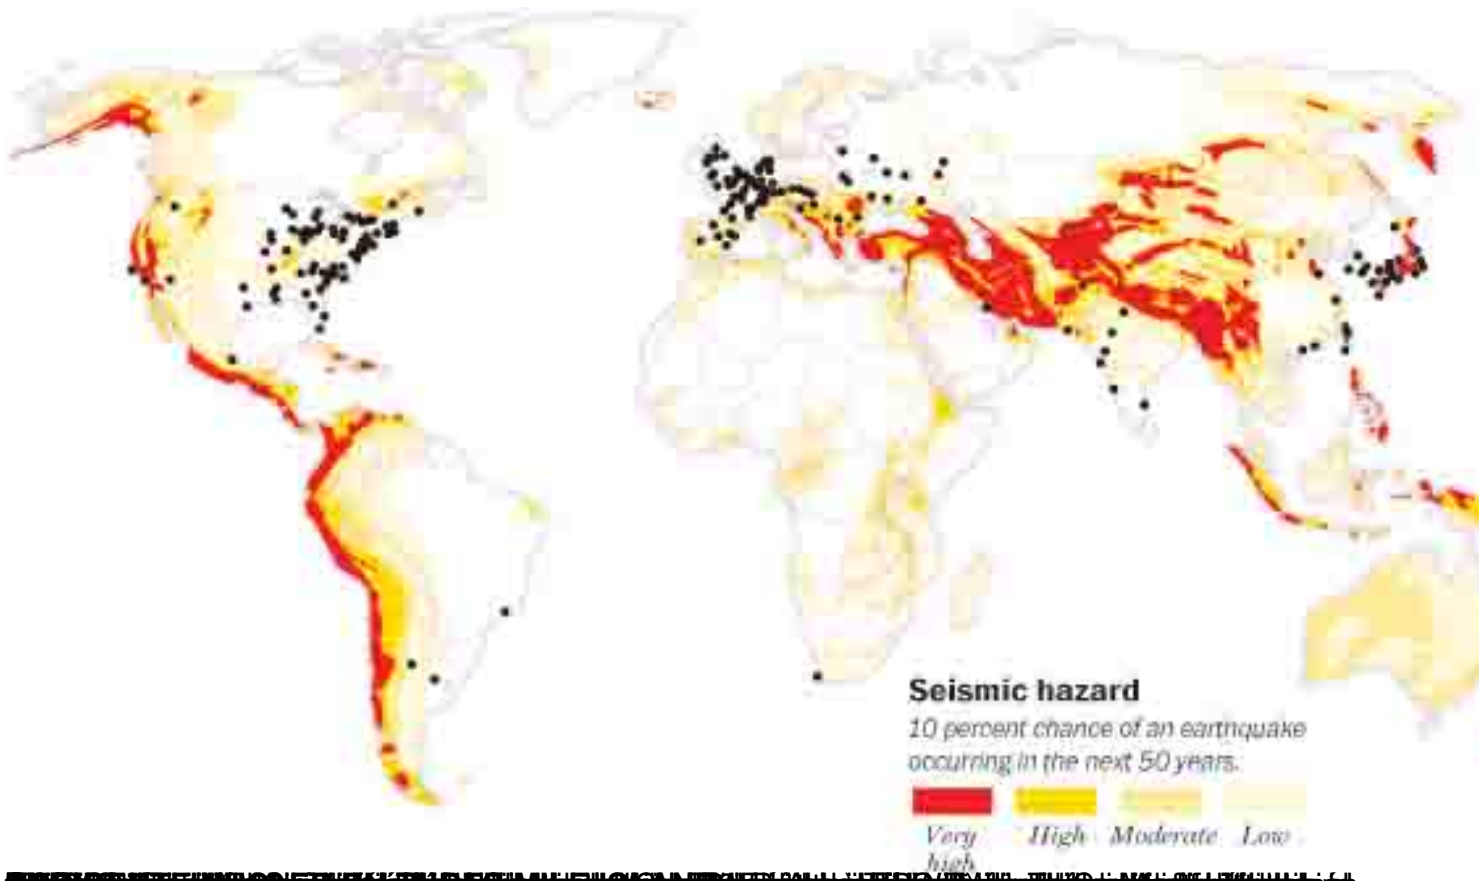 Seismic hazard
10 percent chance of an earthquake
occurring in the next 50 years.
Very high
High
Moderate
Low